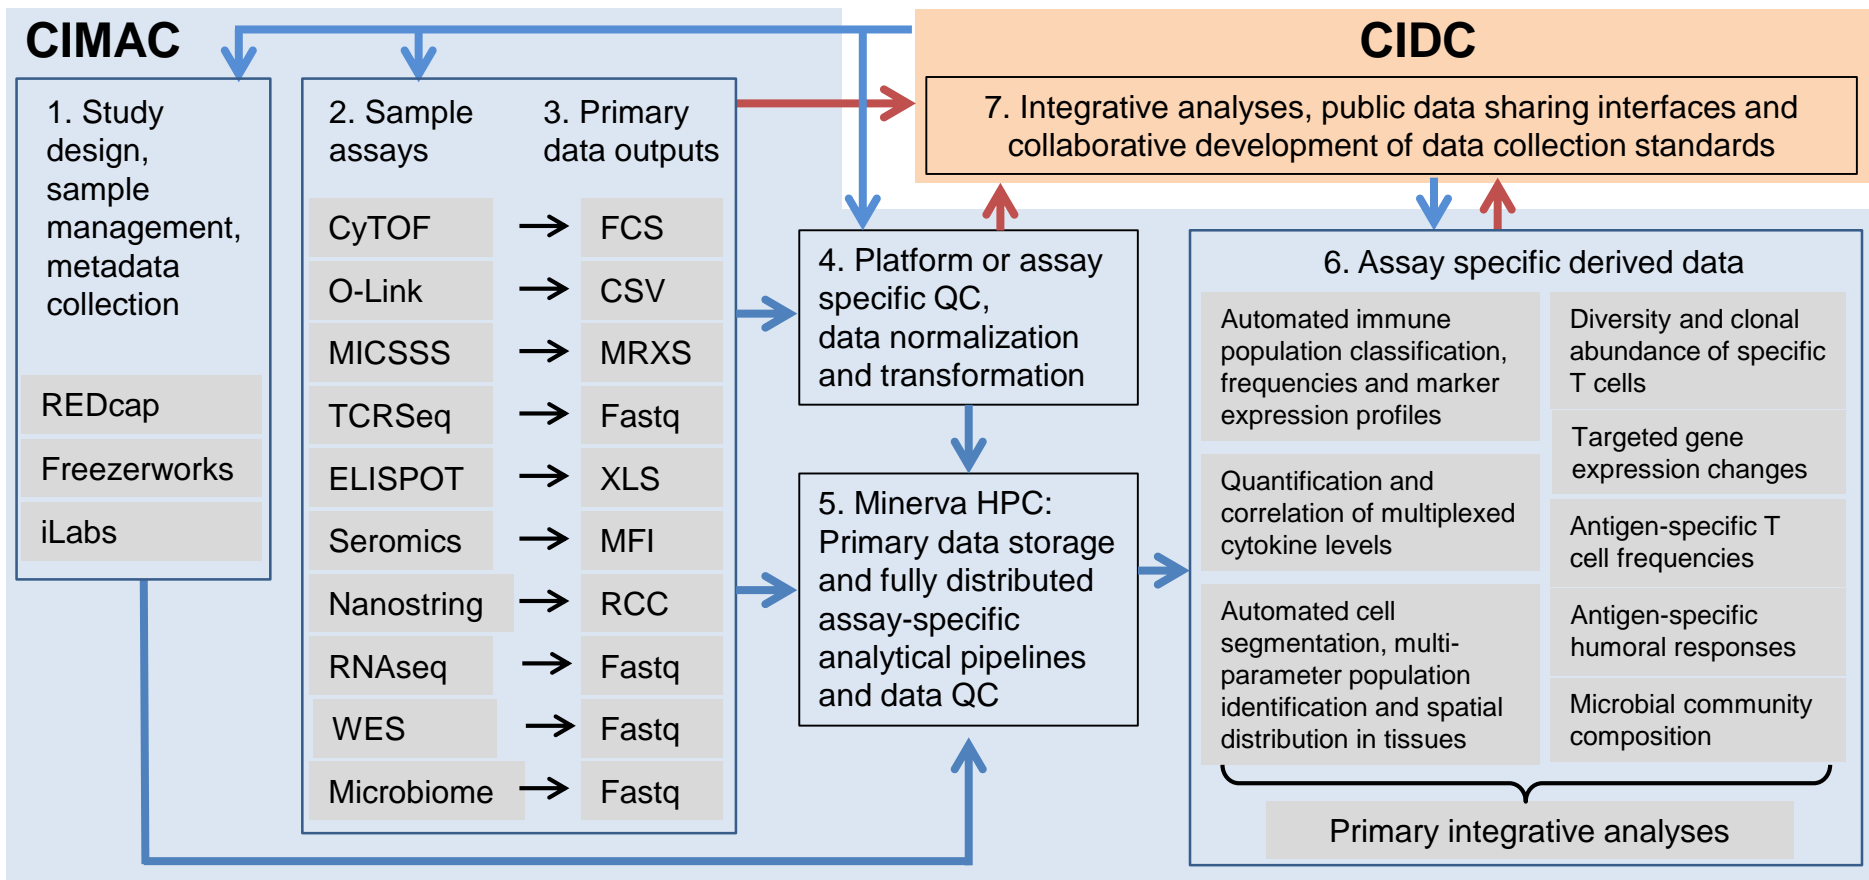 CIMAC
1. Study
design,
sample
management,
metadata
collection
REDcap
Freezerworks
iLabs
2. Sample
assays
3. Primary
data outputs
CyTOF
FCS
O-Link
CSV
MICSSS
MRXS
TCRSeq
Fastq
ELISPOT
XLS
Seromics
MFI
Nanostring
RCC
RNAseq
Fastq
WES
Fastq
Microbiome
Fastq
CIDC
7. Integrative analyses, public data sharing interfaces and
collaborative development of data collection standards
4. Platform or assay
specific QC,
data normalization
and transformation
5. Minerva HPC:
Primary data storage
and fully distributed
assay-specific
analytical pipelines
and data QC
6. Assay specific derived data
Automated immune
population classification,
frequencies and marker
expression profiles
Quantification and
correlation of multiplexed
cytokine levels
Automated cell
segmentation, multi-
parameter population
identification and spatial
distribution in tissues
Diversity and clonal
abundance of specific
T cells
Targeted gene
expression changes
Antigen-specific T
cell frequencies
Antigen-specific
humoral responses
Microbial community
composition
Primary integrative analyses